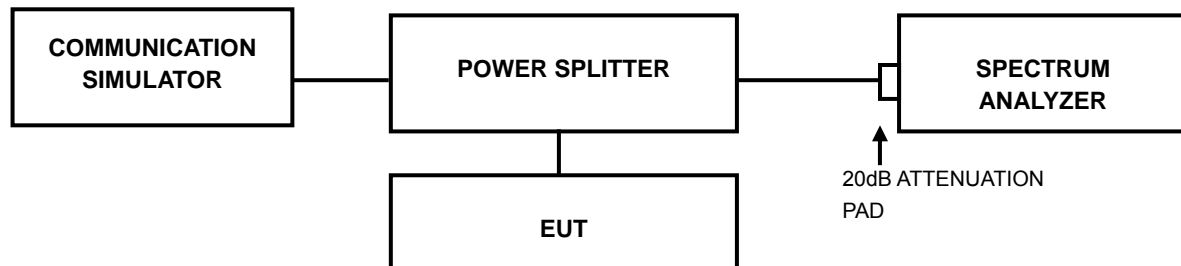 COMMUNICATION
SIMULATOR
POWER SPLITTER
SPECTRUM
ANALYZER
20dB ATTENUATION
PAD
EUT